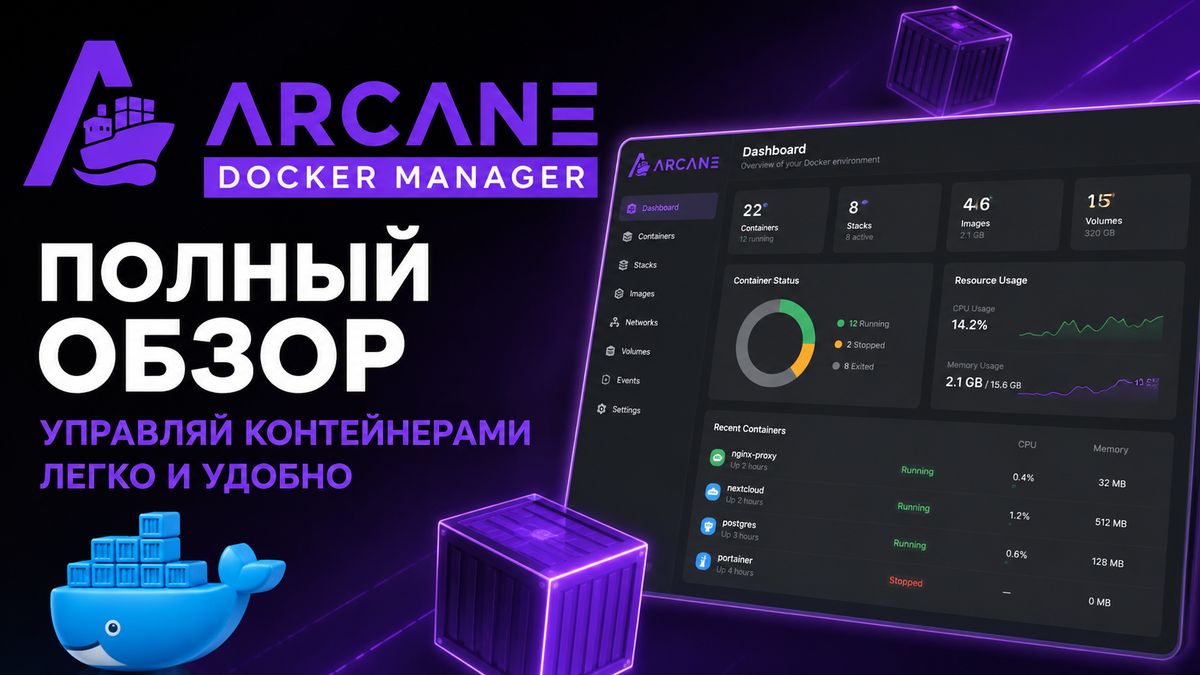 ARCANE
DOCKER MANAGER
ПОЛНЫЙ
ОБЗОР
УПРАВЛЯЙ КОНТЕЙНЕРАМИ
ЛЕГКО И УДОБНО
ARCANE
Dashboard
Overview of your Docker environment
Dashboard
Containers
Stacks
Images
Networks
Volumes
Events
Settings
22
Containers
12 running
8
Stacks
8 active
46
Images
2.1 GB
15
Volumes
320 GB
Container Status
12 Running
2 Stopped
8 Exited
Resource Usage
CPU Usage
14.2%
Memory Usage
2.1 GB / 15.6 GB
Recent Containers
CPU
Memory
nginx-proxy
Up 2 hours
Running
0.4%
32 MB
nextcloud
Up 2 hours
Running
1.2%
512 MB
postgres
Up 3 hours
Running
0.6%
128 MB
portainer
Up 4 hours
Stopped
—
0 MB